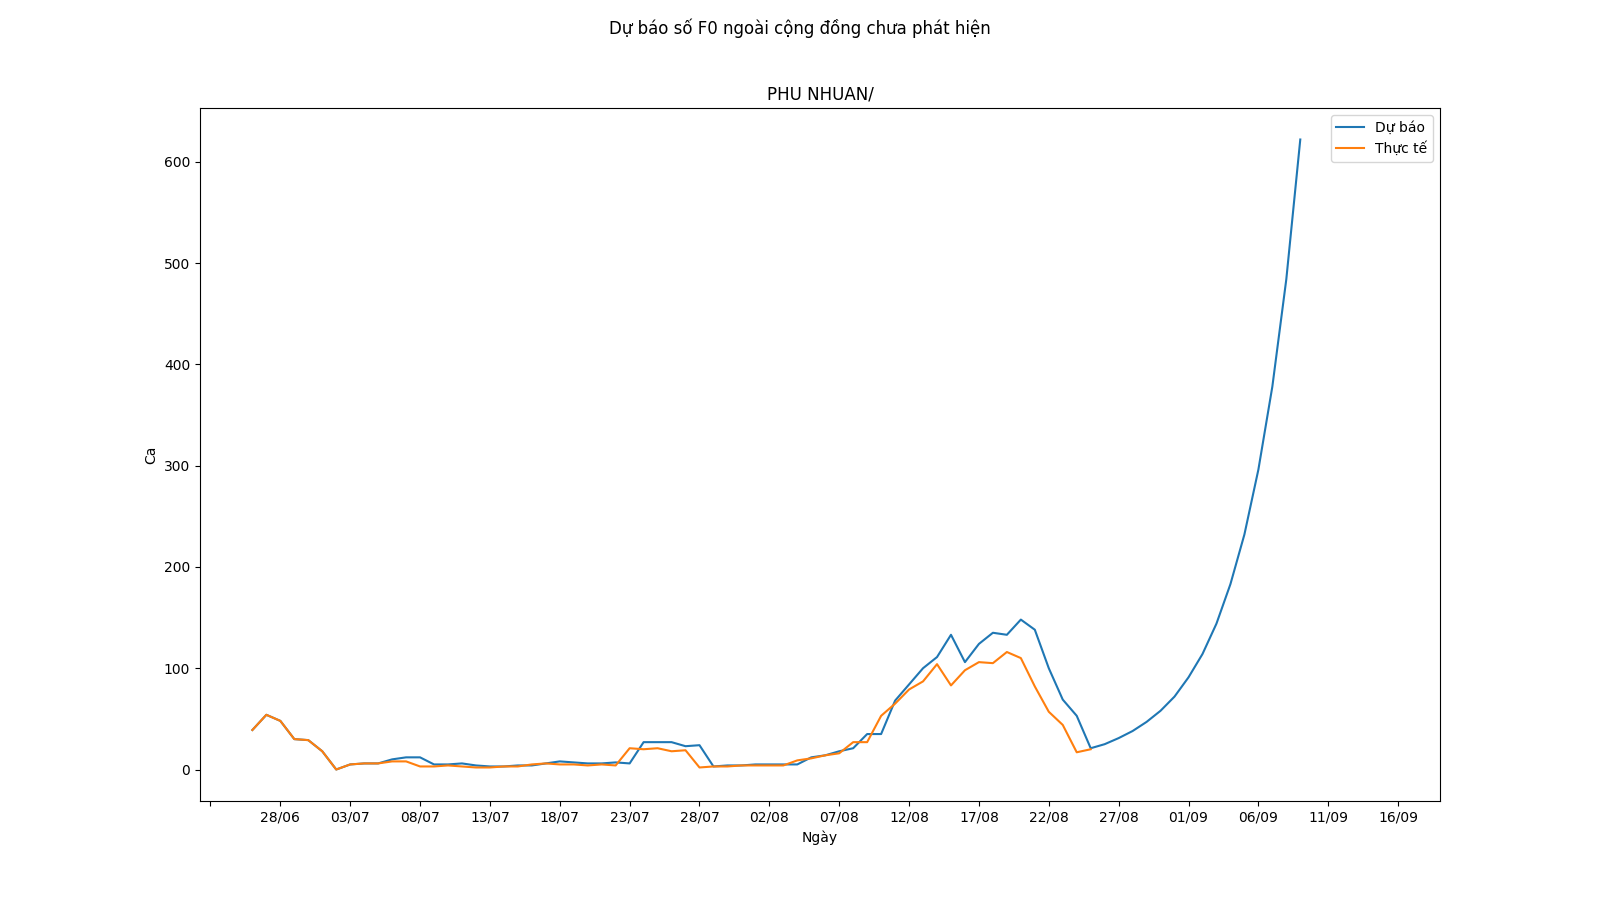 Dự báo số F0 ngoài cộng đồng chưa phát hiện
PHU NHUAN/
Dự báo
Thực tế
600
500
400
300
200
100
0
Ca
28/06 03/07 08/07 13/07 18/07 23/07 28/07 02/08 07/08 12/08 17/08 22/08 27/08 01/09 06/09 11/09 16/09
Ngày